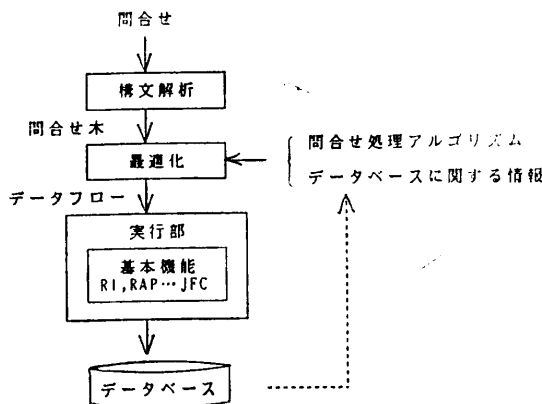 問合せ
構文解析
問合せ木
最適化
問合せ処理アルゴリズム
データベースに関する情報
データフロー
実行部
基本機能
RI,RAP…JFC
データベース